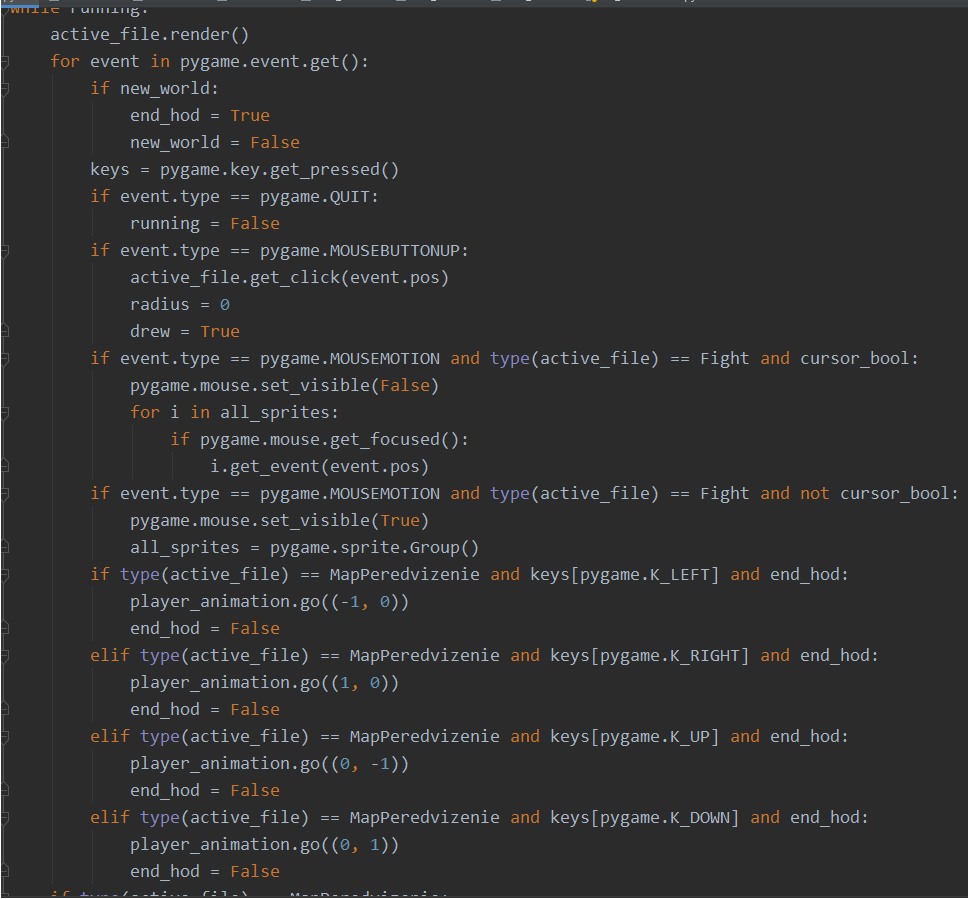 while running:
    active_file.render()
    for event in pygame.event.get():
        if new_world:
            end_hod = True
            new_world = False
        keys = pygame.key.get_pressed()
        if event.type == pygame.QUIT:
            running = False
        if event.type == pygame.MOUSEBUTTONUP:
            active_file.get_click(event.pos)
            radius = 0
            drew = True
        if event.type == pygame.MOUSEMOTION and type(active_file) == Fight and cursor_bool:
            pygame.mouse.set_visible(False)
            for i in all_sprites:
                if pygame.mouse.get_focused():
                    i.get_event(event.pos)
        if event.type == pygame.MOUSEMOTION and type(active_file) == Fight and not cursor_bool:
            pygame.mouse.set_visible(True)
            all_sprites = pygame.sprite.Group()
        if type(active_file) == MapPeredvizenie and keys[pygame.K_LEFT] and end_hod:
            player_animation.go((-1, 0))
            end_hod = False
        elif type(active_file) == MapPeredvizenie and keys[pygame.K_RIGHT] and end_hod:
            player_animation.go((1, 0))
            end_hod = False
        elif type(active_file) == MapPeredvizenie and keys[pygame.K_UP] and end_hod:
            player_animation.go((0, -1))
            end_hod = False
        elif type(active_file) == MapPeredvizenie and keys[pygame.K_DOWN] and end_hod:
            player_animation.go((0, 1))
            end_hod = False
    if type(active_file) == MapPeredvizenie: